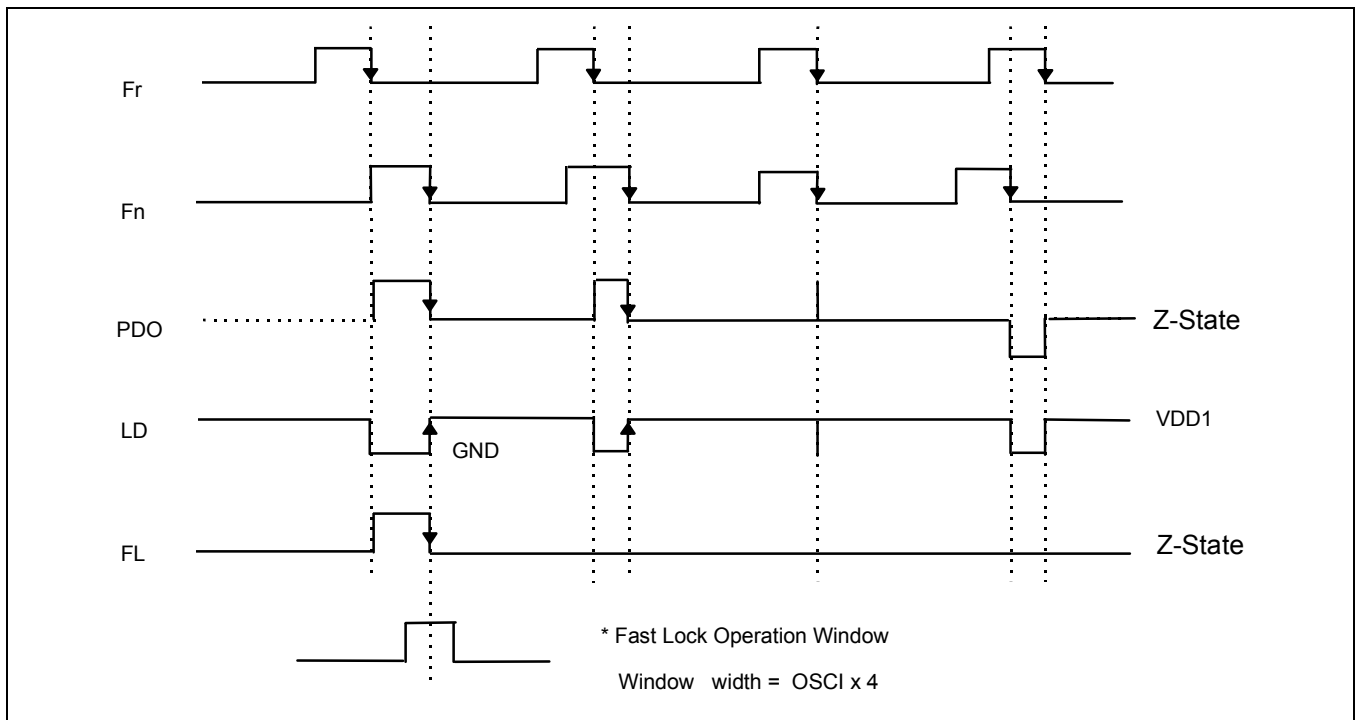 Fr
Fn
PDO
Z-State
LD
VDD1
GND
FL
Z-State
* Fast Lock Operation Window
Window width = OSCI x 4